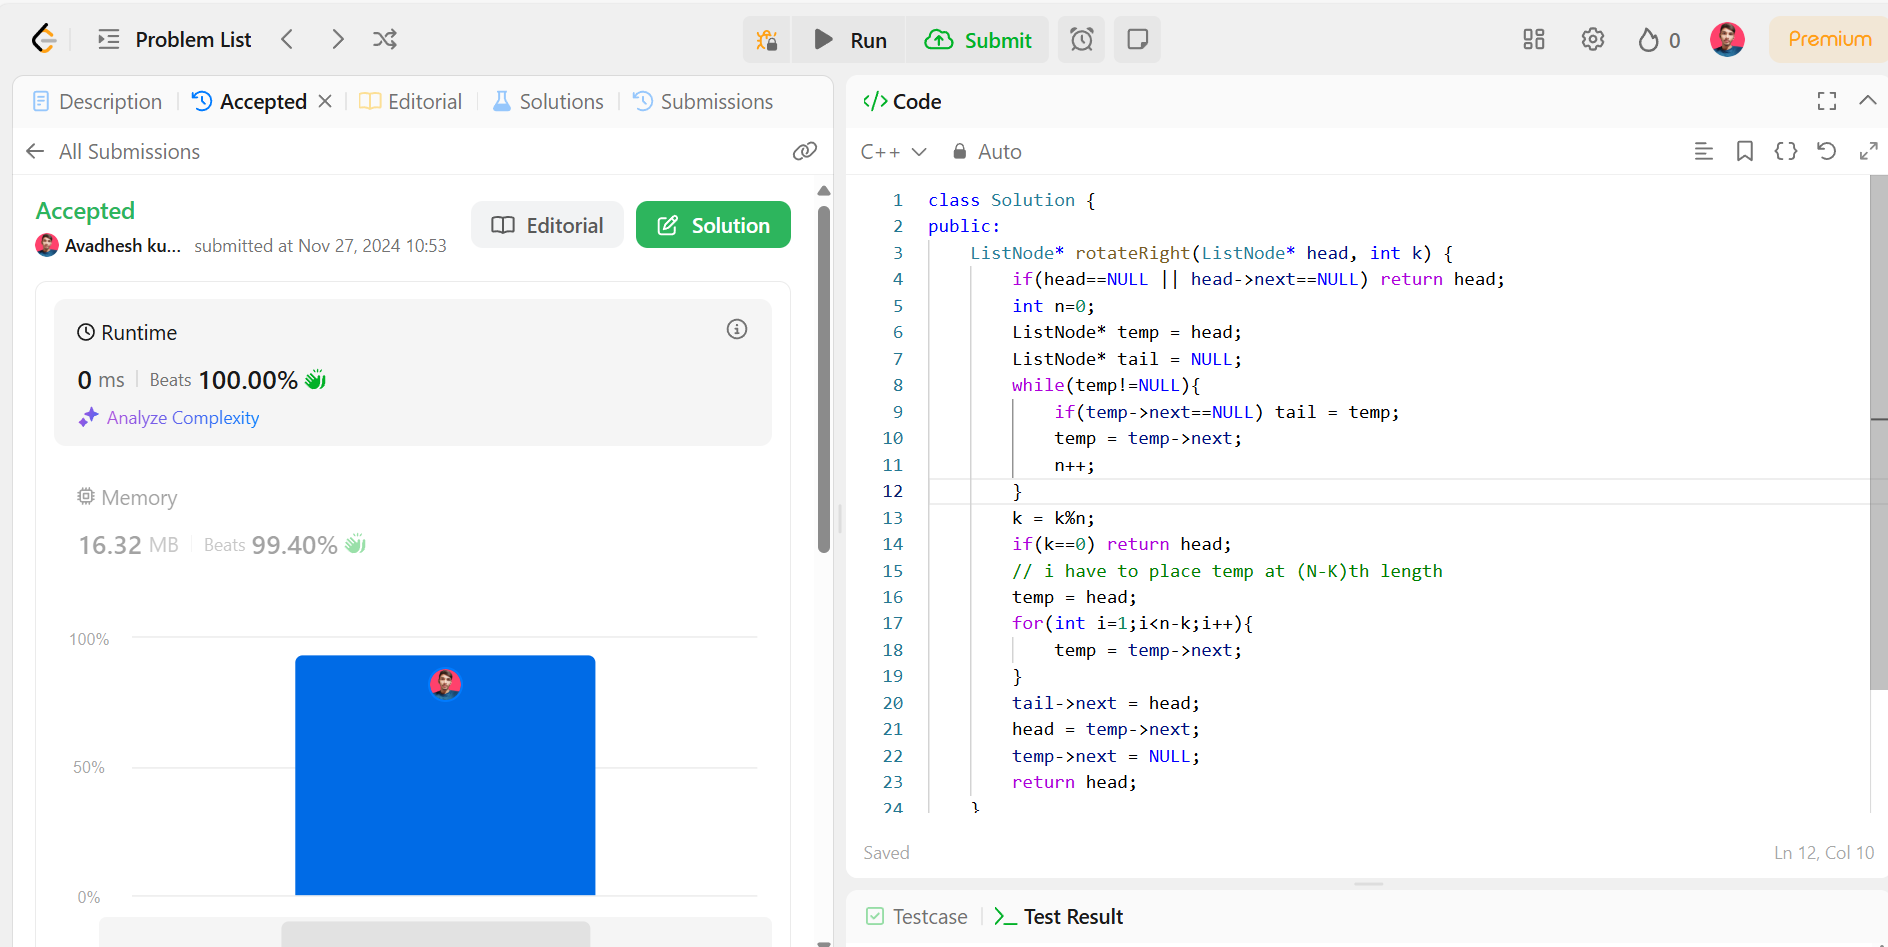 Problem List
Run
Submit
0
Premium
Description
Accepted
Editorial
Solutions
Submissions
All Submissions
Accepted
Avadhesh ku...
submitted at Nov 27, 2024 10:53
Editorial
Solution
Runtime
0 ms
Beats 100.00%
Analyze Complexity
Memory
16.32 MB
Beats 99.40%
100%
50%
0%
</> Code
C++
Auto
1 class Solution {
2 public:
3     ListNode* rotateRight(ListNode* head, int k) {
4         if(head==NULL || head->next==NULL) return head;
5         int n=0;
6         ListNode* temp = head;
7         ListNode* tail = NULL;
8         while(temp!=NULL){
9             if(temp->next==NULL) tail = temp;
10             temp = temp->next;
11             n++;
12         }
13         k = k%n;
14         if(k==0) return head;
15         // i have to place temp at (N-K)th length
16         temp = head;
17         for(int i=1;i<n-k;i++){
18             temp = temp->next;
19         }
20         tail->next = head;
21         head = temp->next;
22         temp->next = NULL;
23         return head;
24     }
Saved
Ln 12, Col 10
Testcase
Test Result